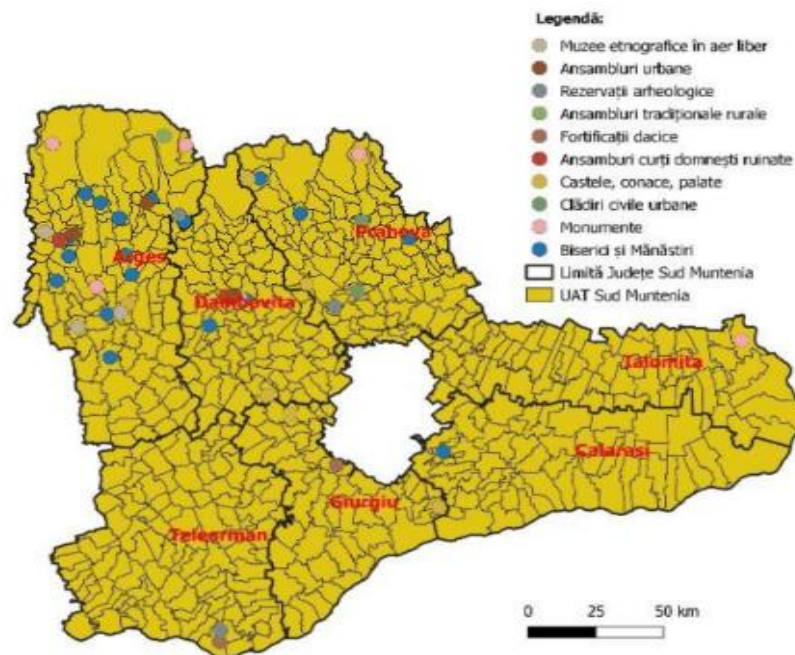 Legendă:
Muzee etnografice în aer liber
Ansambluri urbane
Rezervații arheologice
Ansambluri tradiționale rurale
Fortificații dacice
Ansamburi curți domnești ruinate
Castele, conace, palate
Clădiri civile urbane
Monumente
Biserici și Mănăstiri
Limită Județe Sud Muntenia
UAT Sud Muntenia
Prahova
Arges
Dambovita
Ialomita
Calarasi
Giurgiu
Teleorman
0 25 50 km